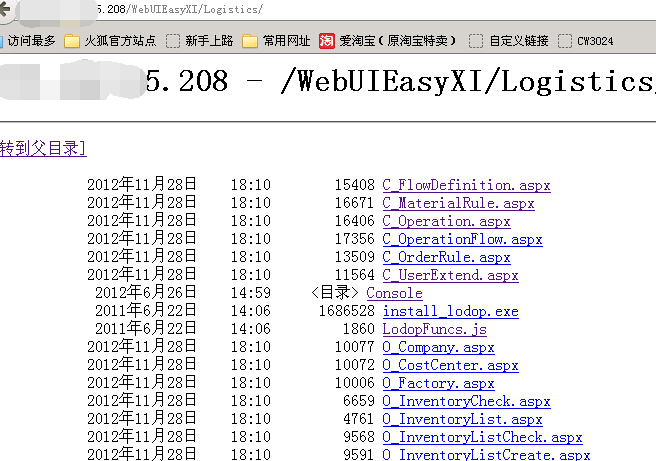 5.208/WebUIEasyXI/Logistics/
访问最多 火狐官方站点 新手上路 常用网址 淘 爱淘宝（原淘宝特卖） 自定义链接 CW3024
5.208 - /WebUIEasyXI/Logistics/
转到父目录]
2012年11月28日 18:10 15408 C_FlowDefinition.aspx
2012年11月28日 18:10 16671 C_MaterialRule.aspx
2012年11月28日 18:10 16406 C_Operation.aspx
2012年11月28日 18:10 17356 C_OperationFlow.aspx
2012年11月28日 18:10 13509 C_OrderRule.aspx
2012年11月28日 18:10 11564 C_UserExtend.aspx
2012年6月26日 14:59 <目录> Console
2011年6月22日 14:06 1686528 install_lodop.exe
2011年6月22日 14:06 1860 LodopFuncs.js
2012年11月28日 18:10 10077 O_Company.aspx
2012年11月28日 18:10 10072 O_CostCenter.aspx
2012年11月28日 18:10 10006 O_Factory.aspx
2012年11月28日 18:10 6659 O_InventoryCheck.aspx
2012年11月28日 18:10 4761 O_InventoryList.aspx
2012年11月28日 18:10 9568 O_InventoryListCheck.aspx
2012年11月28日 18:10 9591 O_InventoryListCreate.aspx